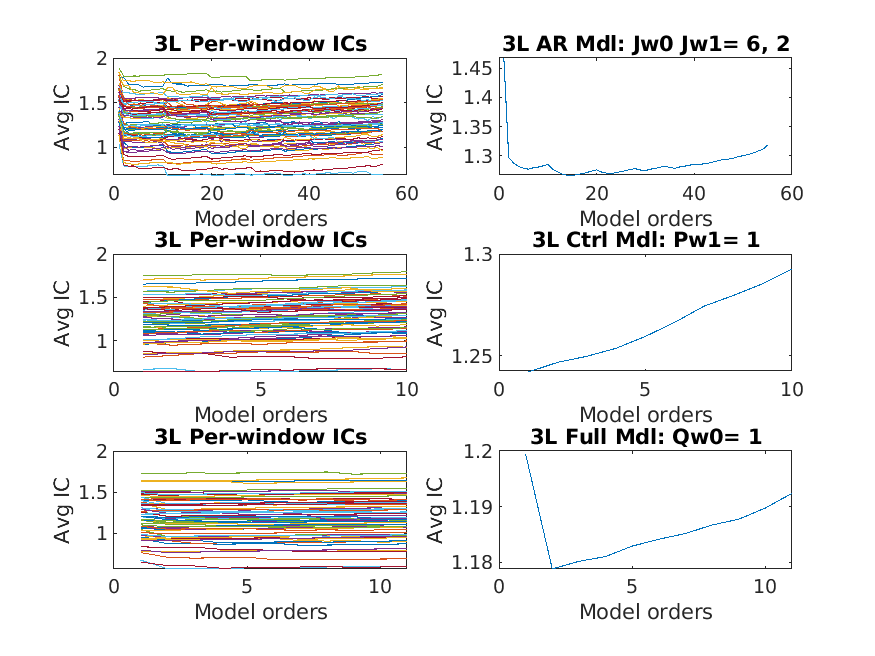 3L Per-window ICs
2
1.5
1
Avg IC
0 20 40 60
Model orders
3L AR Mdl: Jw0 Jw1= 6, 2
1.45
1.4
1.35
1.3
Avg IC
0 20 40 60
Model orders
3L Per-window ICs
2
1.5
1
Avg IC
0 5 10
Model orders
3L Ctrl Mdl: Pw1= 1
1.3
1.25
Avg IC
0 5 10
Model orders
3L Per-window ICs
2
1.5
1
Avg IC
0 5 10
Model orders
3L Full Mdl: Qw0= 1
1.2
1.19
1.18
Avg IC
0 5 10
Model orders